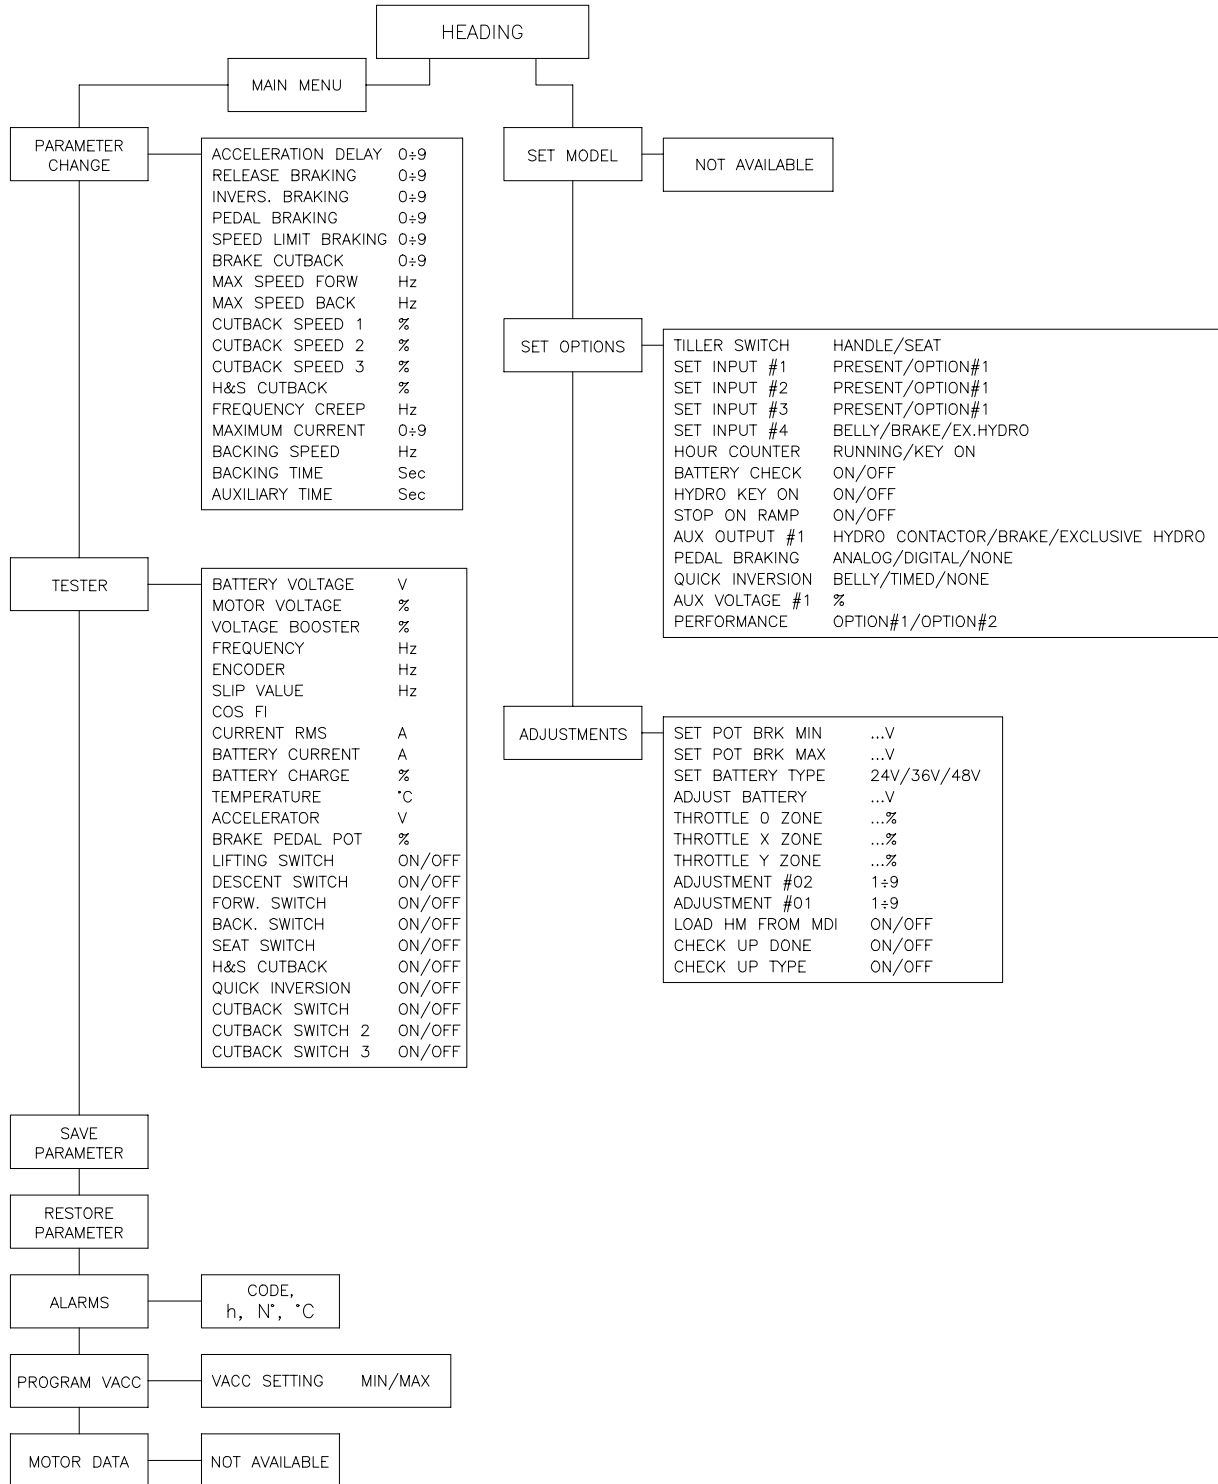 HEADING
MAIN MENU
PARAMETER
CHANGE
ACCELERATION DELAY 0÷9
RELEASE BRAKING 0÷9
INVERS. BRAKING 0÷9
PEDAL BRAKING 0÷9
SPEED LIMIT BRAKING 0÷9
BRAKE CUTBACK 0÷9
MAX SPEED FORW Hz
MAX SPEED BACK Hz
CUTBACK SPEED 1 %
CUTBACK SPEED 2 %
CUTBACK SPEED 3 %
H&S CUTBACK %
FREQUENCY CREEP Hz
MAXIMUM CURRENT 0÷9
BACKING SPEED Hz
BACKING TIME Sec
AUXILIARY TIME Sec
TESTER
BATTERY VOLTAGE V
MOTOR VOLTAGE %
VOLTAGE BOOSTER %
FREQUENCY Hz
ENCODER Hz
SLIP VALUE Hz
COS FI
CURRENT RMS A
BATTERY CURRENT A
BATTERY CHARGE %
TEMPERATURE °C
ACCELERATOR V
BRAKE PEDAL POT %
LIFTING SWITCH ON/OFF
DESCENT SWITCH ON/OFF
FORW. SWITCH ON/OFF
BACK. SWITCH ON/OFF
SEAT SWITCH ON/OFF
H&S CUTBACK ON/OFF
QUICK INVERSION ON/OFF
CUTBACK SWITCH ON/OFF
CUTBACK SWITCH 2 ON/OFF
CUTBACK SWITCH 3 ON/OFF
SAVE
PARAMETER
RESTORE
PARAMETER
ALARMS
CODE,
h, N°, °C
PROGRAM VACC
VACC SETTING MIN/MAX
MOTOR DATA
NOT AVAILABLE
SET MODEL
NOT AVAILABLE
SET OPTIONS
TILLER SWITCH HANDLE/SEAT
SET INPUT #1 PRESENT/OPTION#1
SET INPUT #2 PRESENT/OPTION#1
SET INPUT #3 PRESENT/OPTION#1
SET INPUT #4 BELLY/BRAKE/EX.HYDRO
HOUR COUNTER RUNNING/KEY ON
BATTERY CHECK ON/OFF
HYDRO KEY ON ON/OFF
STOP ON RAMP ON/OFF
AUX OUTPUT #1 HYDRO CONTACTOR/BRAKE/EXCLUSIVE HYDRO
PEDAL BRAKING ANALOG/DIGITAL/NONE
QUICK INVERSION BELLY/TIMED/NONE
AUX VOLTAGE #1 %
PERFORMANCE OPTION#1/OPTION#2
ADJUSTMENTS
SET POT BRK MIN ...V
SET POT BRK MAX ...V
SET BATTERY TYPE 24V/36V/48V
ADJUST BATTERY ...V
THROTTLE 0 ZONE ...%
THROTTLE X ZONE ...%
THROTTLE Y ZONE ...%
ADJUSTMENT #02 1÷9
ADJUSTMENT #01 1÷9
LOAD HM FROM MDI ON/OFF
CHECK UP DONE ON/OFF
CHECK UP TYPE ON/OFF